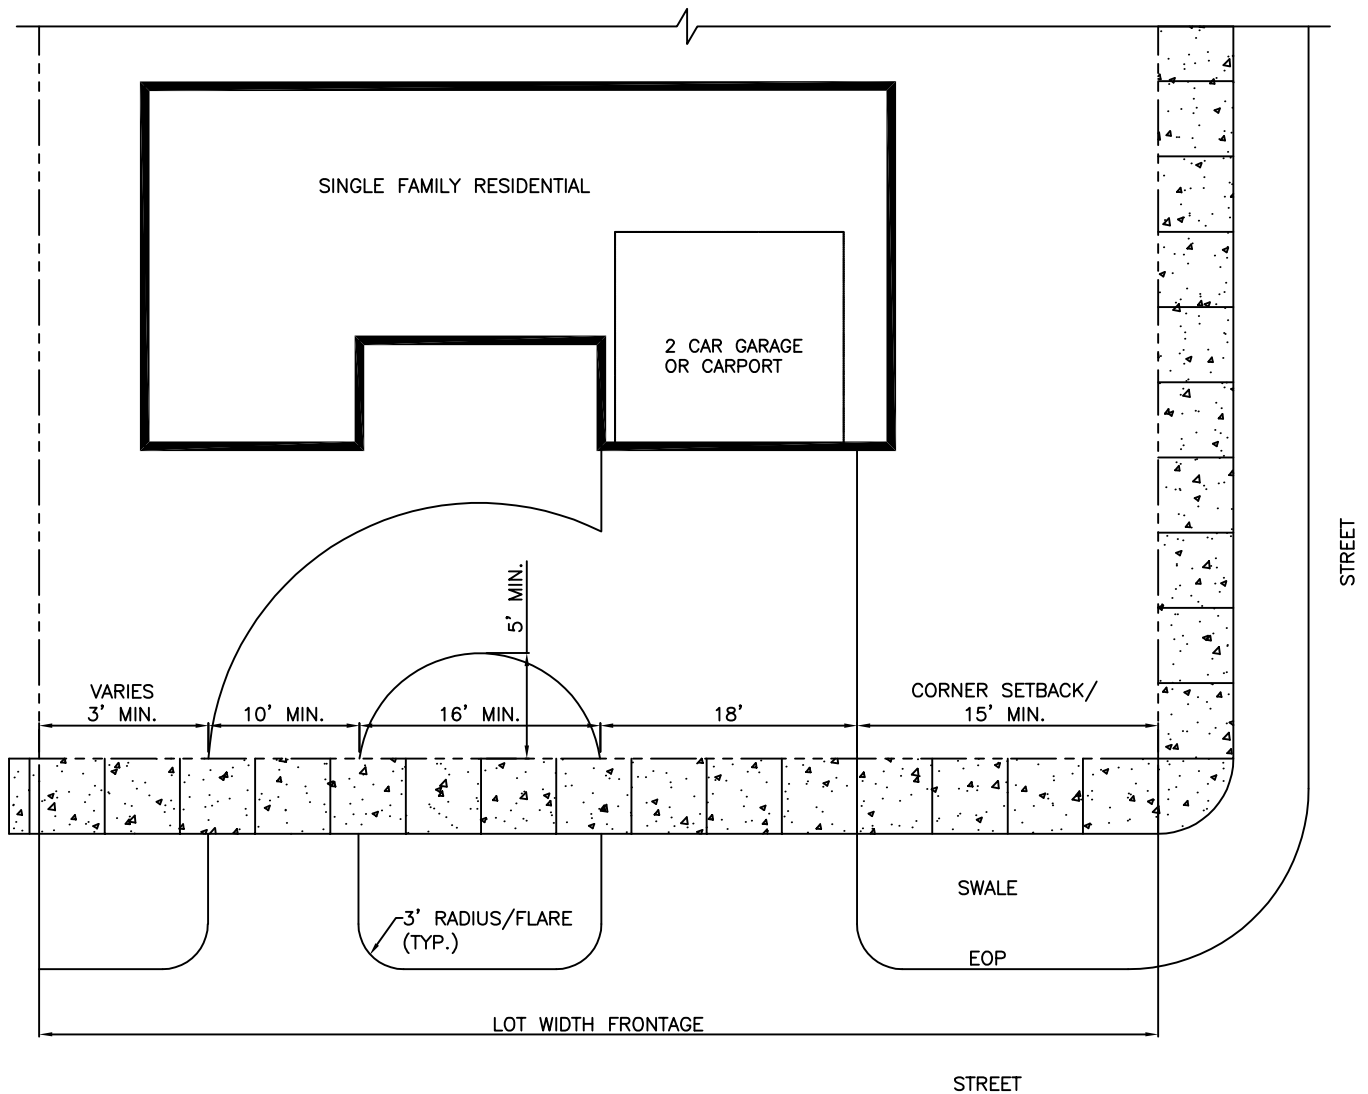 SINGLE FAMILY RESIDENTIAL
2 CAR GARAGE
OR CARPORT
STREET
5' MIN.
VARIES
3' MIN.
10' MIN.
16' MIN.
18'
CORNER SETBACK/
15' MIN.
SWALE
3' RADIUS/FLARE
(TYP.)
EOP
LOT WIDTH FRONTAGE
STREET